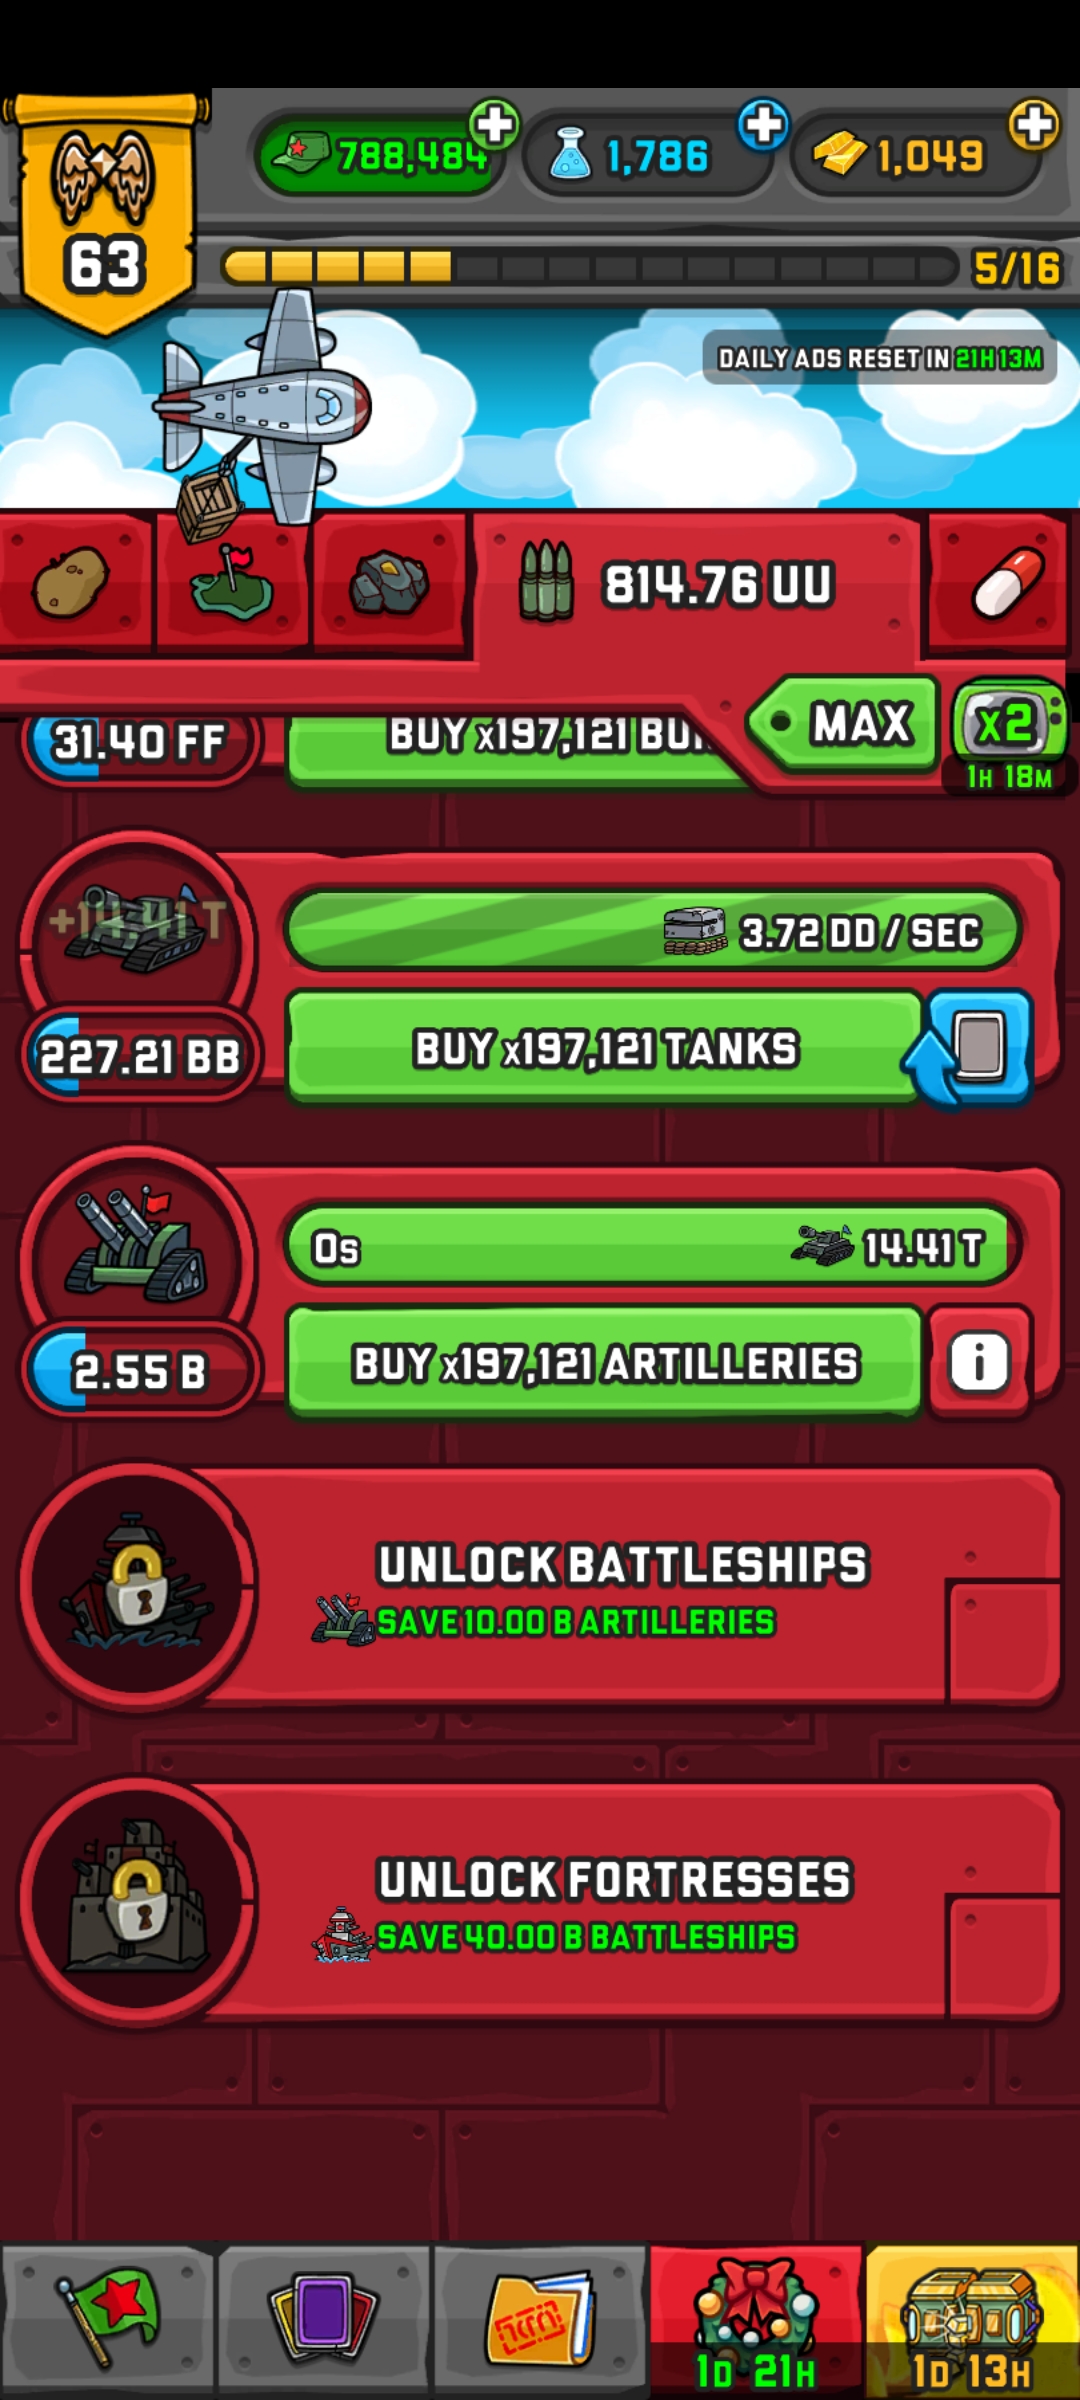 63
788,484
1,786
1,049
5/16
DAILY ADS RESET IN 21H 13M
814.76 UU
MAX
x2
1H 18M
31.40 FF
BUY x197,121
+14.41 T
3.72 DD / SEC
227.21 BB
BUY x197,121 TANKS
0s
14.41 T
2.55 B
BUY x197,121 ARTILLERIES
i
UNLOCK BATTLESHIPS
SAVE 10.00 B ARTILLERIES
UNLOCK FORTRESSES
SAVE 40.00 B BATTLESHIPS
1D 21H
1D 13H